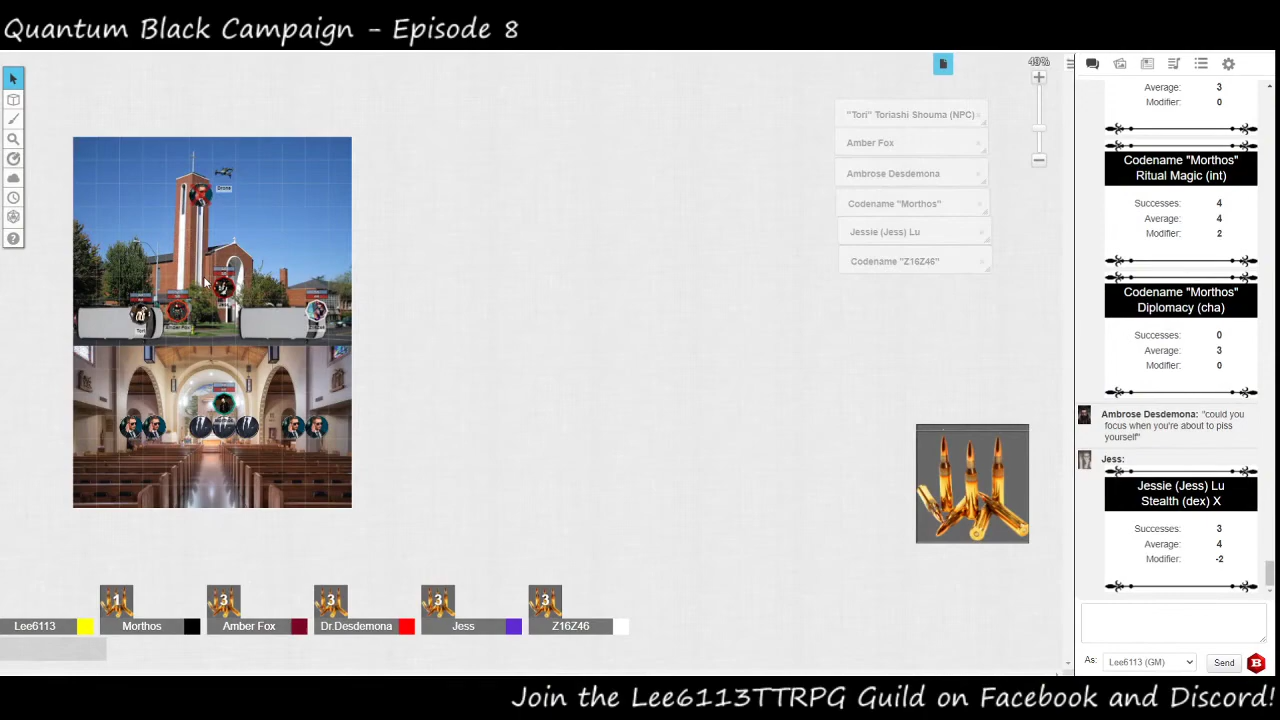 Quantum Black Campaign - Episode 8
49%
"Tori" Toriashi Shouma (NPC)
Amber Fox
Ambrose Desdemona
Codename "Morthos"
Jessie (Jess) Lu
Codename "Z16Z46"
Drone
Tori
Amber Fox
Average: 3
Modifier: 0
Codename "Morthos"
Ritual Magic (int)
Successes: 4
Average: 4
Modifier: 2
Codename "Morthos"
Diplomacy (cha)
Successes: 0
Average: 3
Modifier: 0
Ambrose Desdemona: "could you
focus when you're about to piss
yourself"
Jess:
Jessie (Jess) Lu
Stealth (dex) X
Successes: 3
Average: 4
Modifier: -2
As: Lee6113 (GM) Send
1 3 3 3 3
Lee6113 Morthos Amber Fox Dr.Desdemona Jess Z16Z46
Join the Lee6113TTRPG Guild on Facebook and Discord!